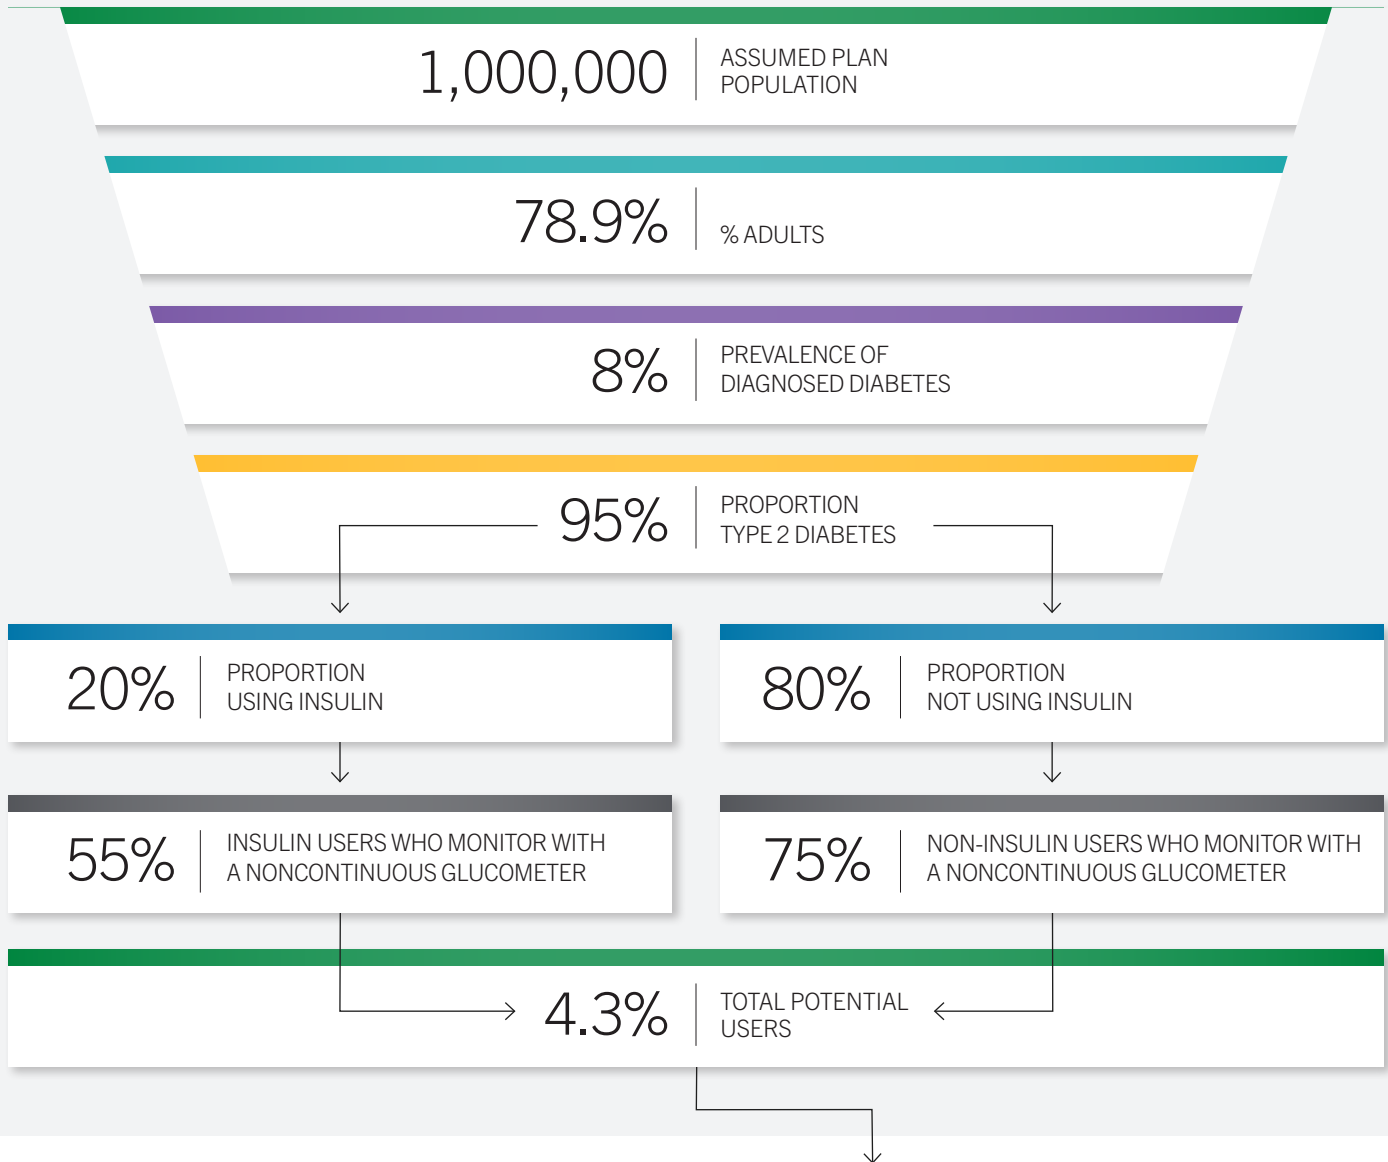 1,000,000
ASSUMED PLAN
POPULATION
78.9%
% ADULTS
8%
PREVALENCE OF
DIAGNOSED DIABETES
95%
PROPORTION
TYPE 2 DIABETES
20%
PROPORTION
USING INSULIN
80%
PROPORTION
NOT USING INSULIN
55%
INSULIN USERS WHO MONITOR WITH
A NONCONTINUOUS GLUCOMETER
75%
NON-INSULIN USERS WHO MONITOR WITH
A NONCONTINUOUS GLUCOMETER
4.3%
TOTAL POTENTIAL
USERS